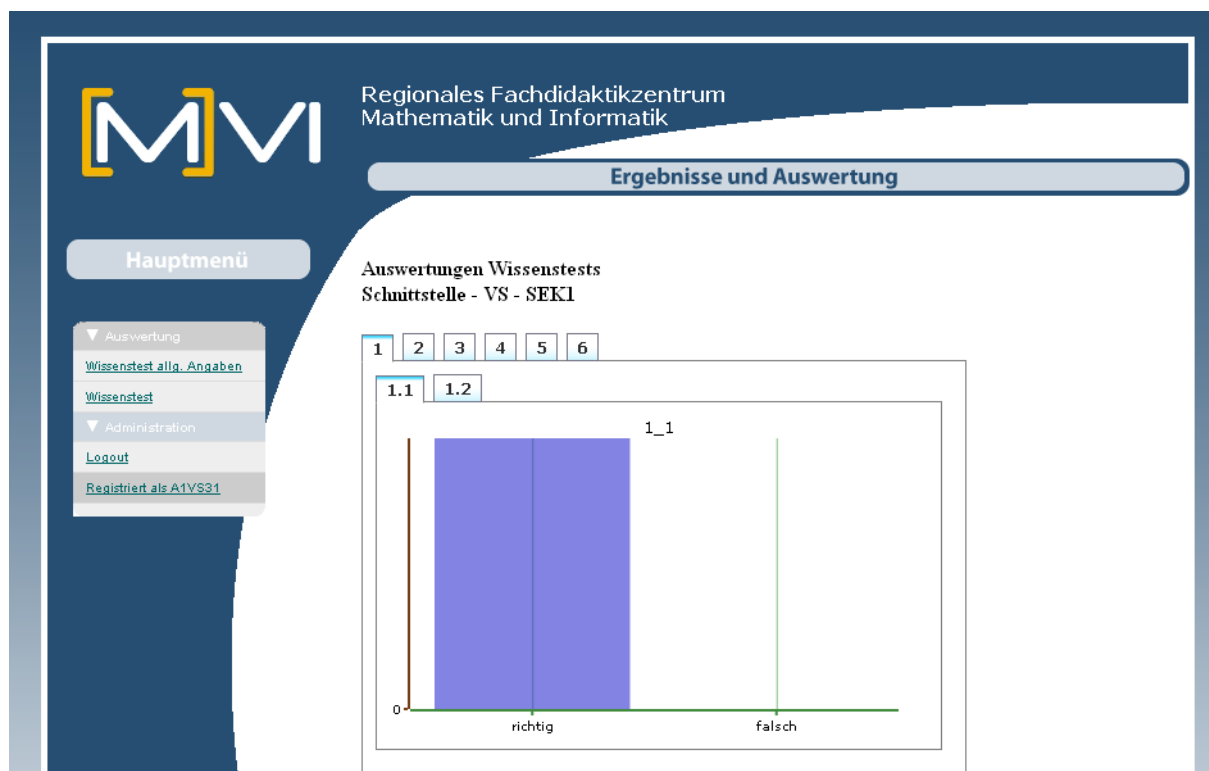 [M]VI
Regionales Fachdidaktikzentrum
Mathematik und Informatik
Ergebnisse und Auswertung
Hauptmenü
▼ Auswertung
Wissenstest allg. Angaben
Wissenstest
▼ Administration
Logout
Registriert als A1VS31
Auswertungen Wissenstests
Schnittstelle - VS - SEK1
1 2 3 4 5 6
1.1 1.2
1_1
0
richtig falsch